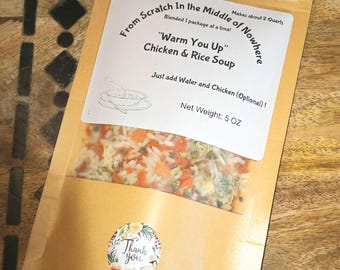 Makes about 2 Quarts
From Scratch In the Middle of Nowhere
Blended 1 package at a time!
"Warm You Up"
Chicken & Rice Soup
Just add Water and Chicken (Optional) !
Net Weight: 5 OZ
Thank
you